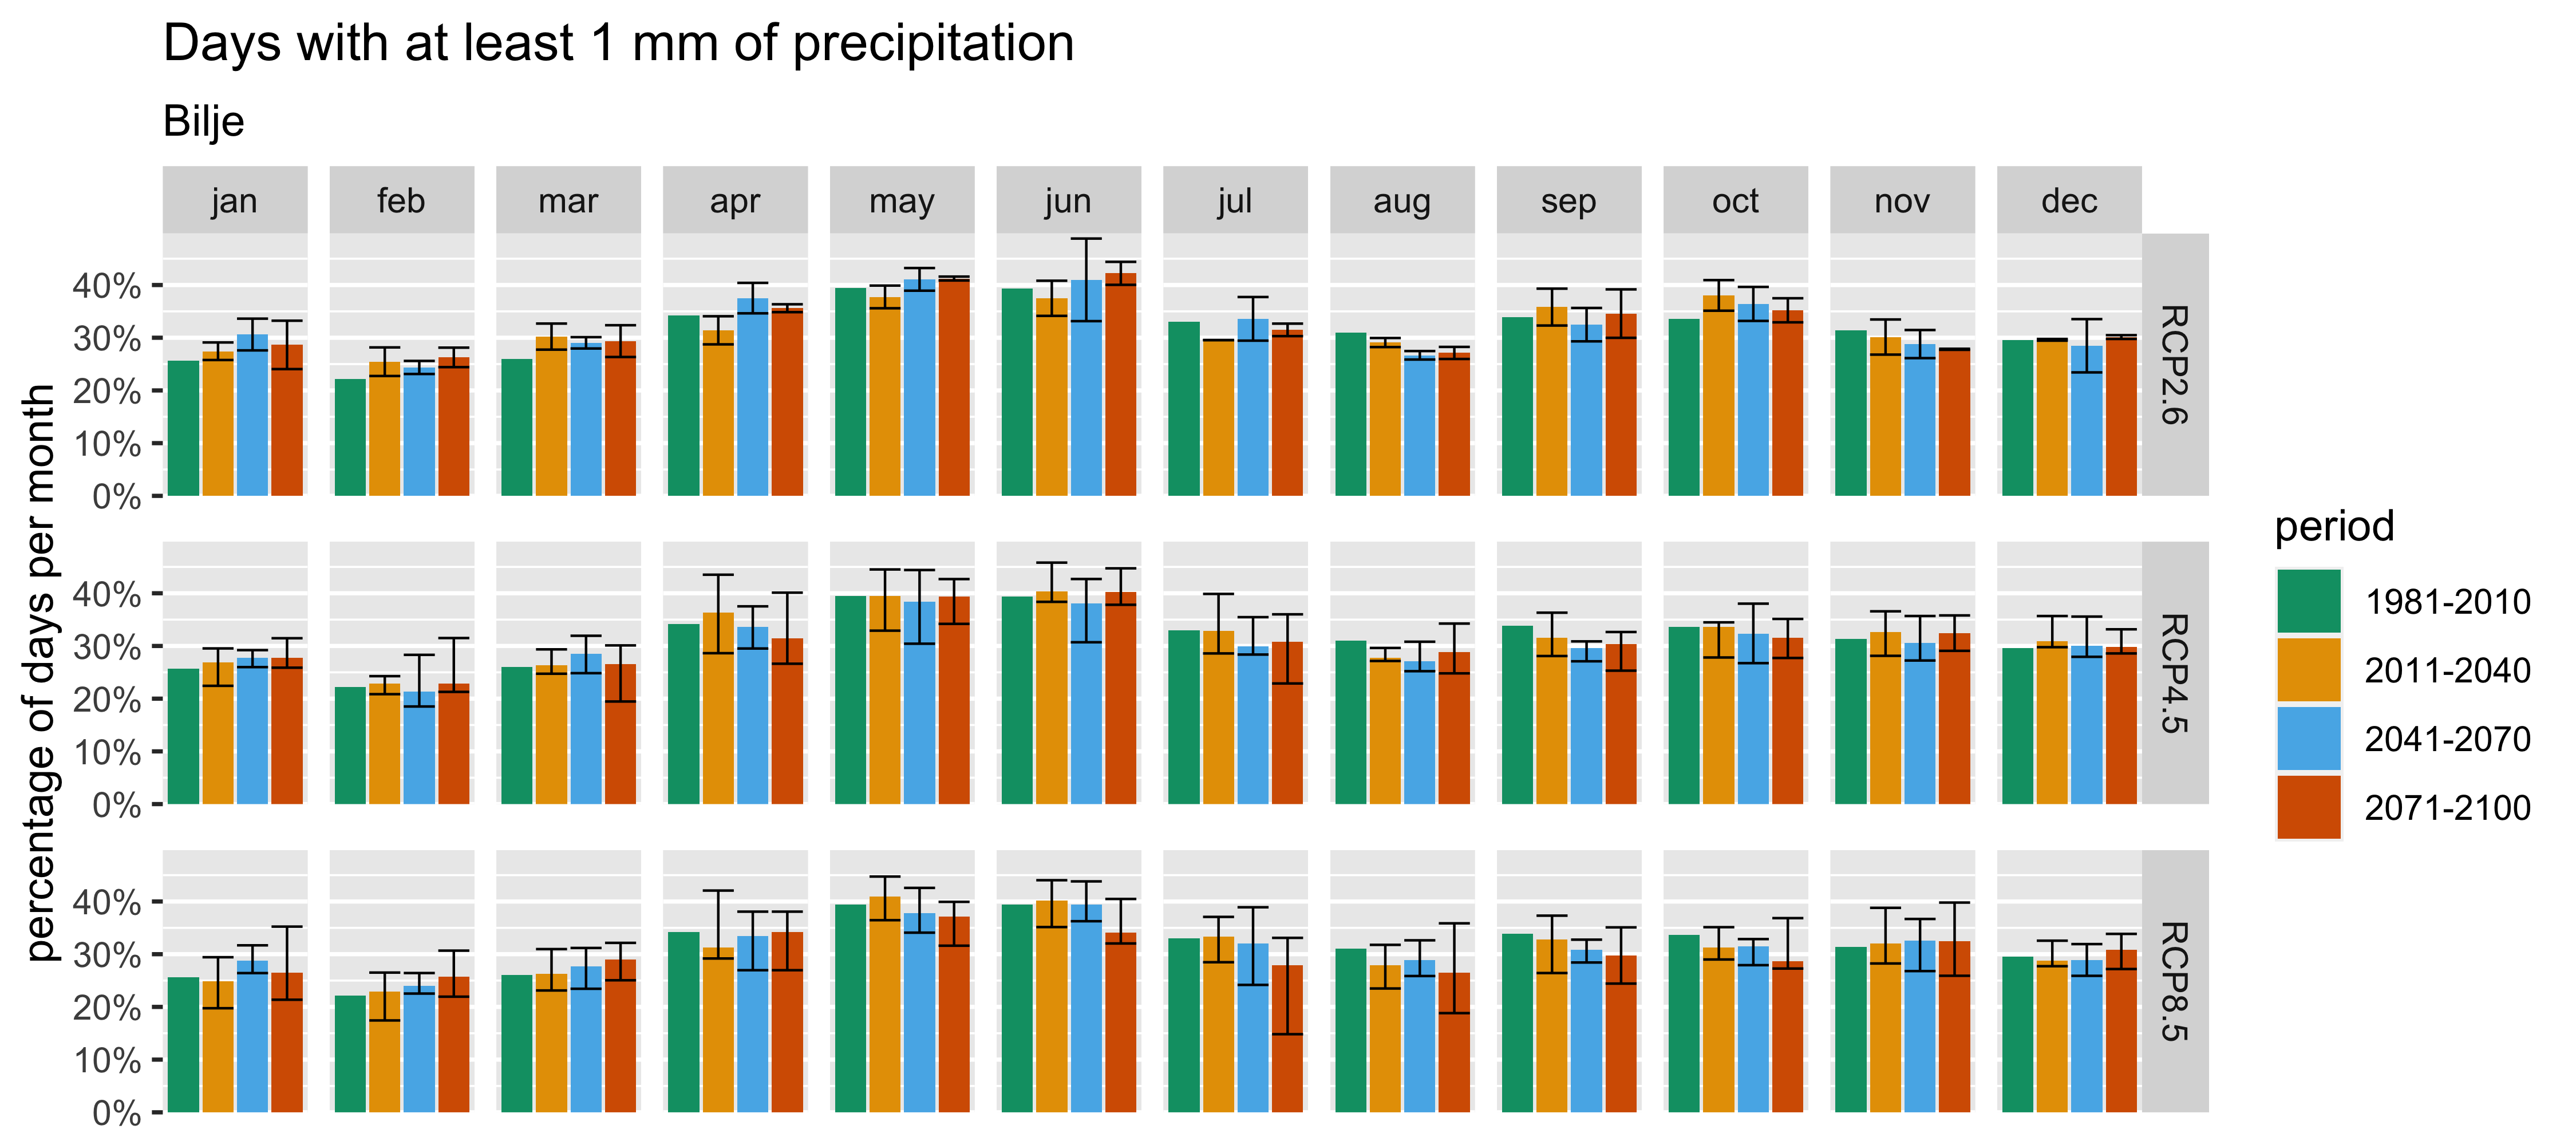 Days with at least 1 mm of precipitation
Bilje
jan feb mar apr may jun jul aug sep oct nov dec
percentage of days per month
40%
30%
20%
10%
0%
RCP2.6
40%
30%
20%
10%
0%
RCP4.5
40%
30%
20%
10%
0%
RCP8.5
period
1981-2010
2011-2040
2041-2070
2071-2100